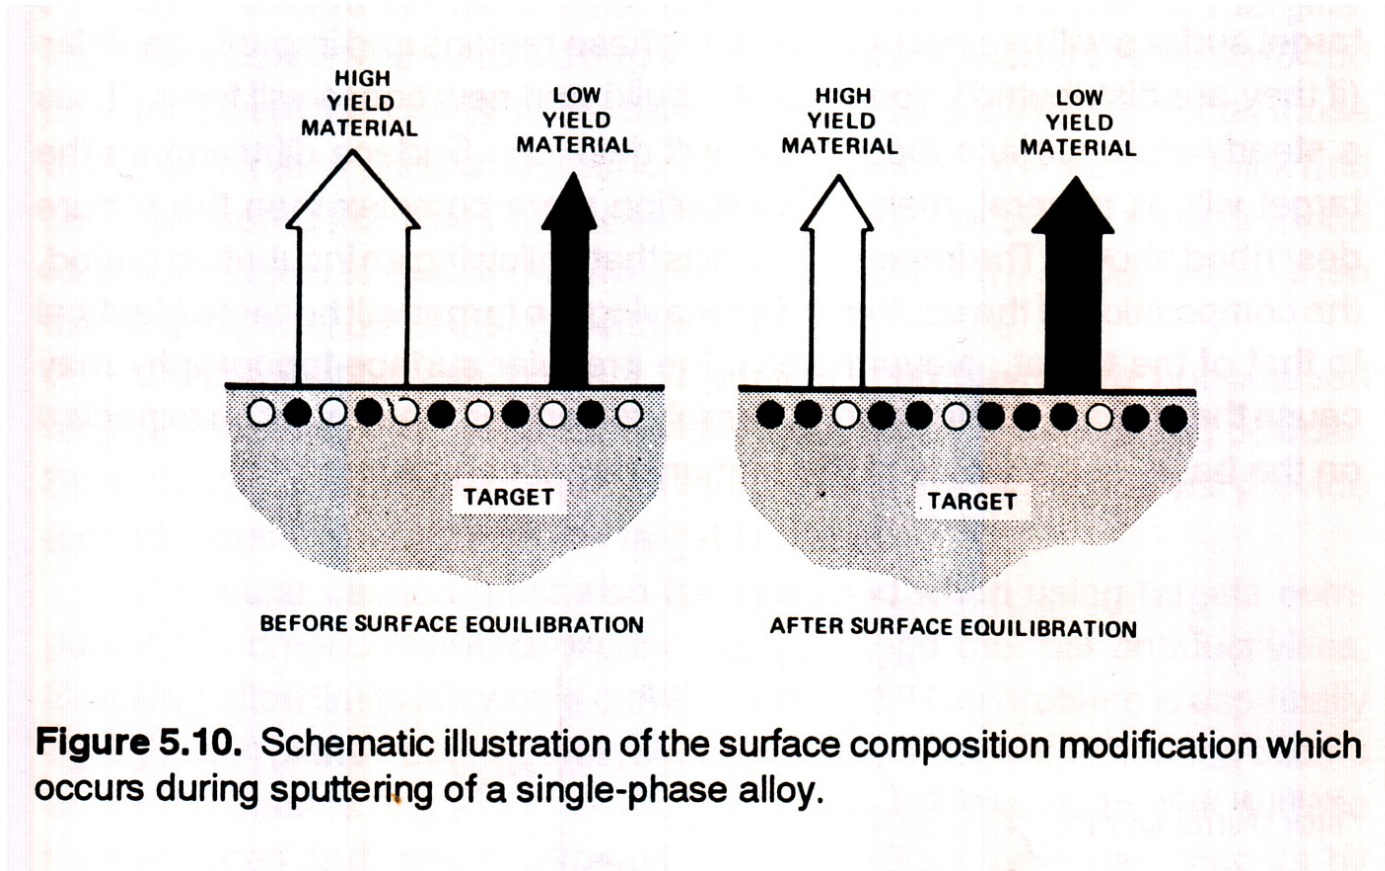 HIGH
YIELD
MATERIAL
LOW
YIELD
MATERIAL
HIGH
YIELD
MATERIAL
LOW
YIELD
MATERIAL
TARGET
TARGET
BEFORE SURFACE EQUILIBRATION
AFTER SURFACE EQUILIBRATION
Figure 5.10. Schematic illustration of the surface composition modification which
occurs during sputtering of a single-phase alloy.